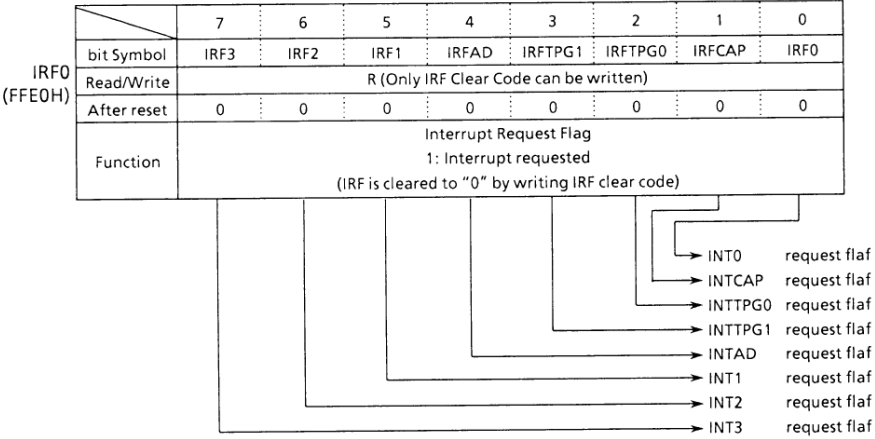 7 6 5 4 3 2 1 0
bit Symbol IRF3 IRF2 IRF1 IRFAD IRFTPG1 IRFTPG0 IRFCAP IRF0
IRF0
(FFE0H)
Read/Write R (Only IRF Clear Code can be written)
After reset 0 0 0 0 0 0 0 0
Function
Interrupt Request Flag
1: Interrupt requested
(IRF is cleared to “0” by writing IRF clear code)
INT0 request flaf
INTCAP request flaf
INTTPG0 request flaf
INTTPG1 request flaf
INTAD request flaf
INT1 request flaf
INT2 request flaf
INT3 request flaf